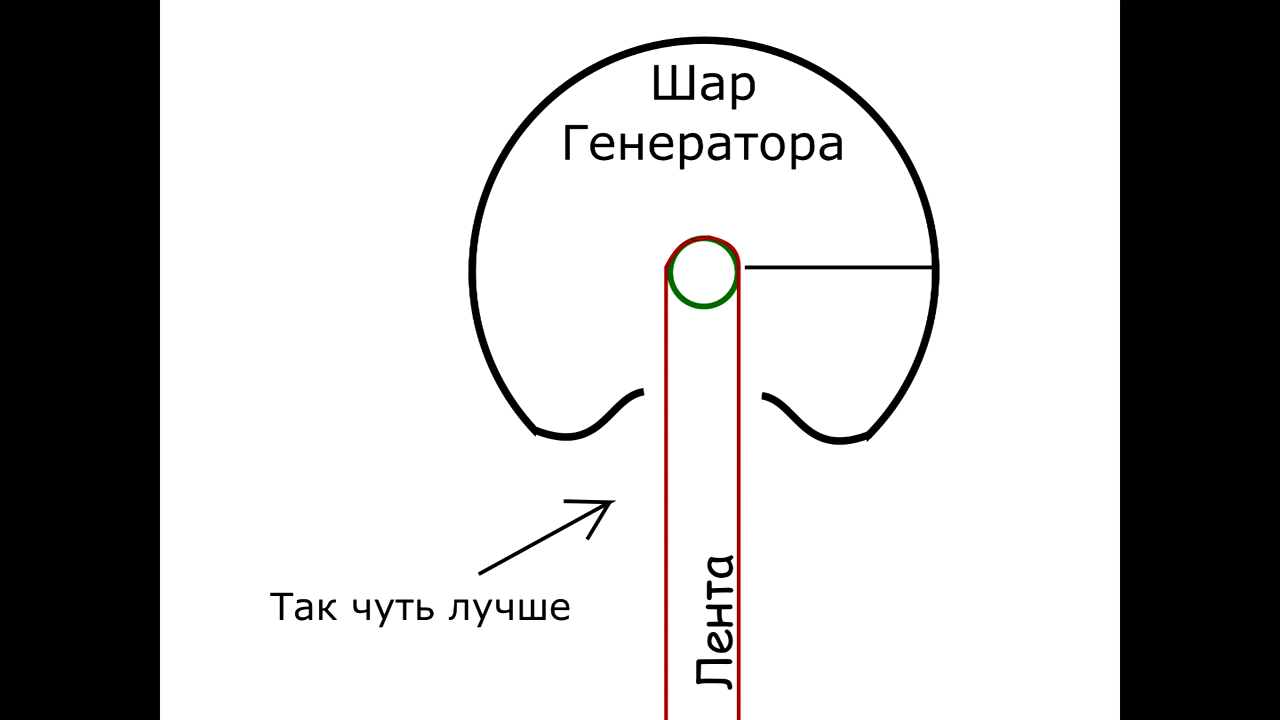 Шар
Генератора
Так чуть лучше
Лента